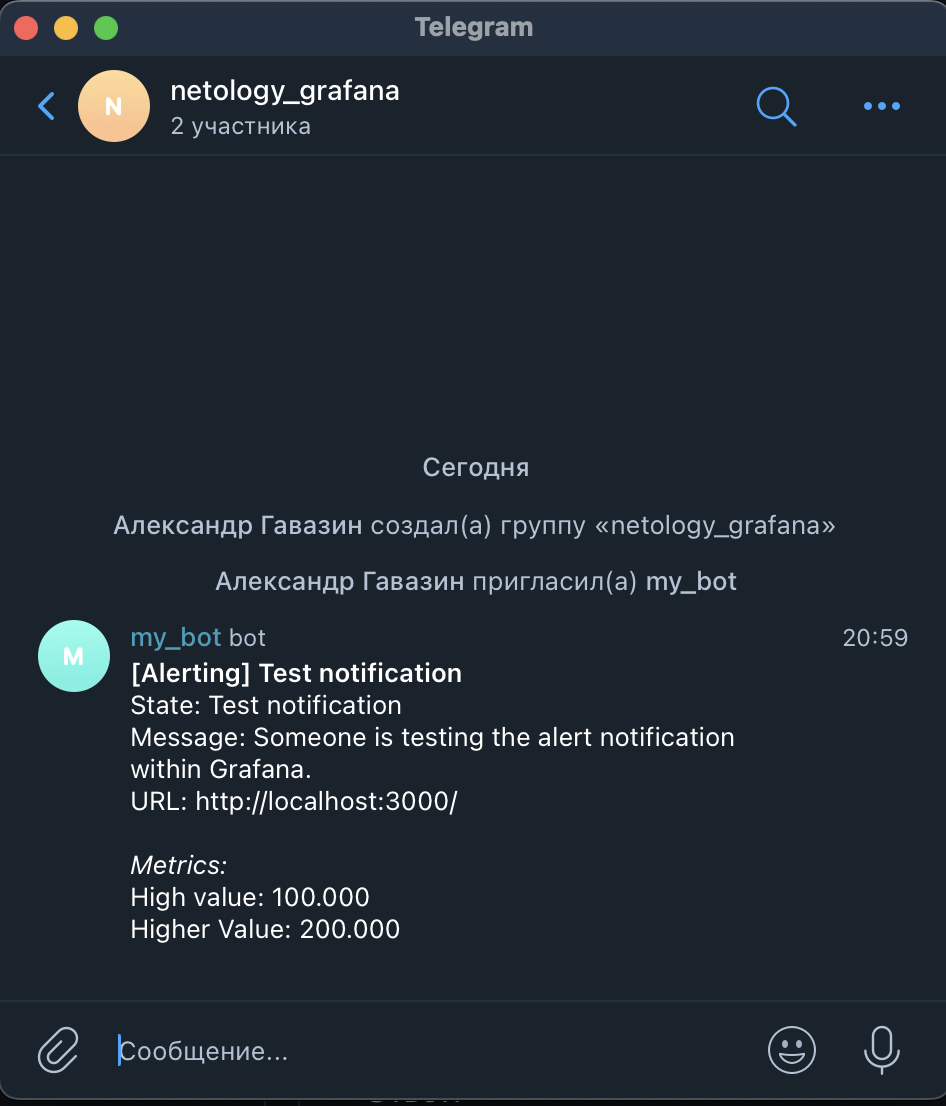 Telegram
N
netology_grafana
2 участника
Сегодня
Александр Гавазин создал(а) группу «netology_grafana»
Александр Гавазин пригласил(а) my_bot
M
my_bot bot
20:59
[Alerting] Test notification
State: Test notification
Message: Someone is testing the alert notification
within Grafana.
URL: http://localhost:3000/
Metrics:
High value: 100.000
Higher Value: 200.000
Сообщение...